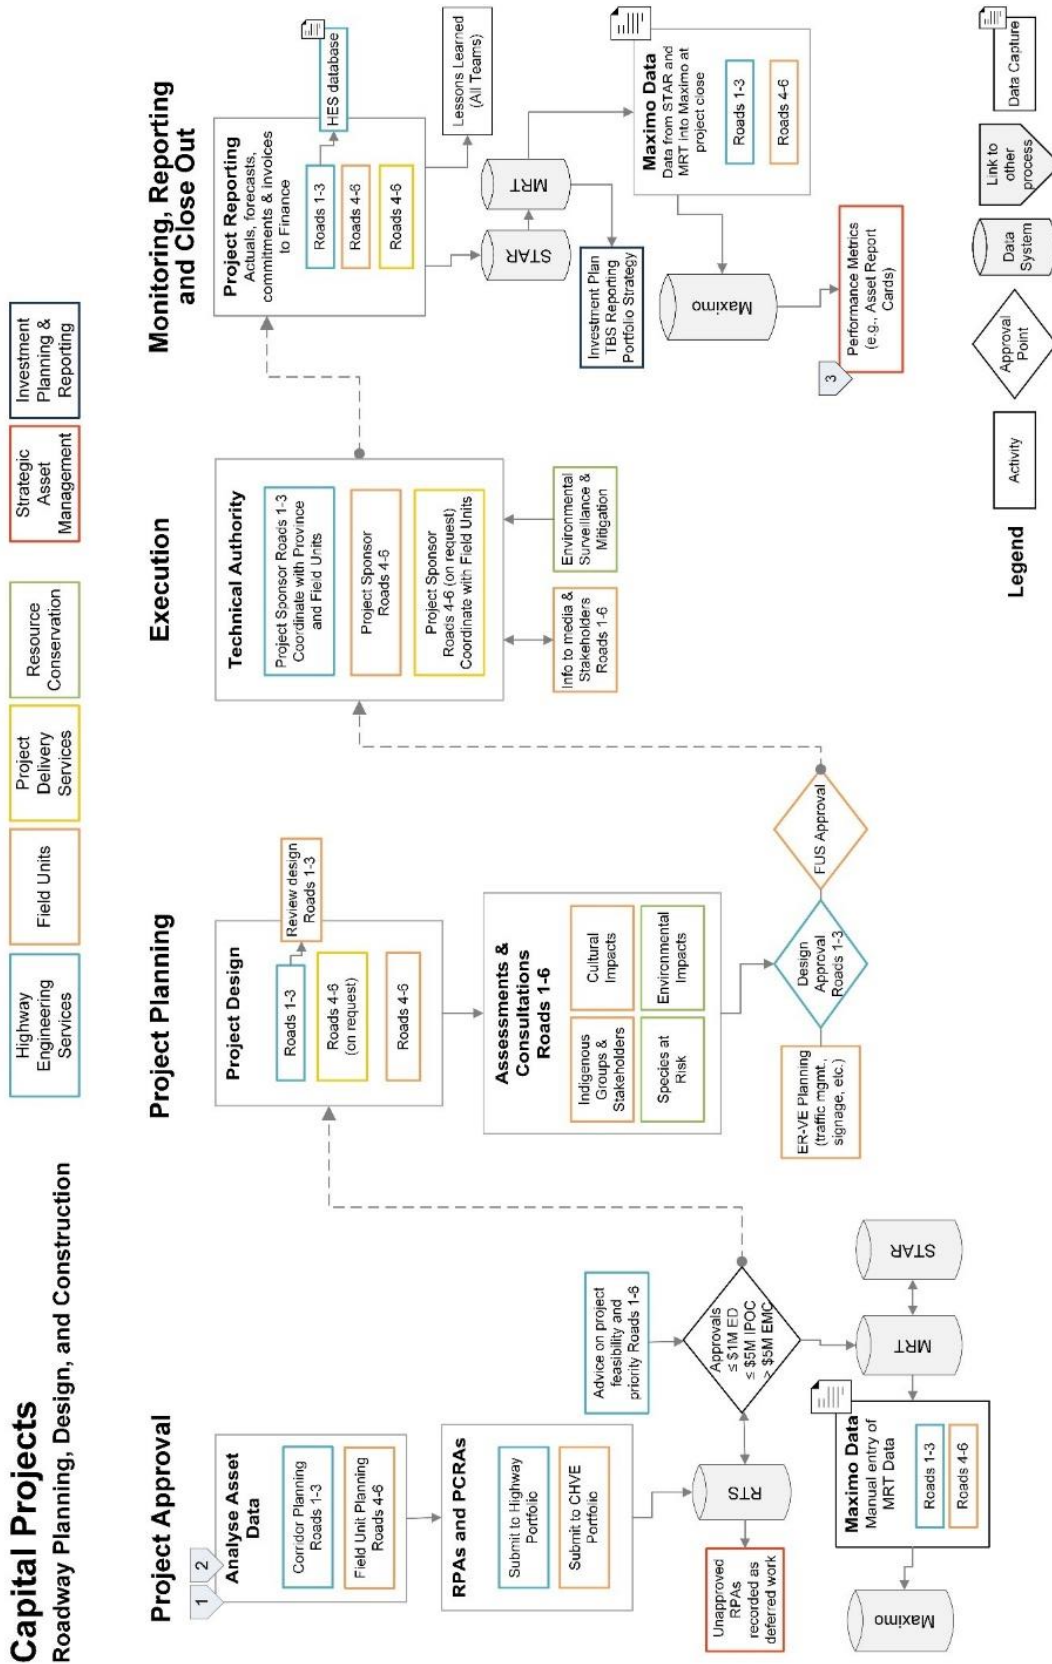 Capital Projects
Roadway Planning, Design, and Construction
Highway
Engineering
Services
Field Units
Project
Delivery
Services
Resource
Conservation
Strategic
Asset
Management
Investment
Planning &
Reporting
Project Approval
1
2
Analyse Asset
Data
Corridor Planning
Roads 1-3
Field Unit Planning
Roads 4-6
RPAs and PCRAs
Submit to Highway
Portfolio
Submit to CHVE
Portfolio
RTS
Unapproved
RPAs
recorded as
deferred work
Advice on project
feasibility and
priority Roads 1-6
Approvals
≤ $1M ED
≤ $5M IPOC
> $5M EMC
MRT
STAR
Maximo Data
Manual entry of
MRT Data
Roads 1-3
Roads 4-6
Maximo
Project Planning
Project Design
Roads 1-3
Review design
Roads 1-3
Roads 4-6
(on request)
Roads 4-6
Assessments &
Consultations
Roads 1-6
Indigenous
Groups &
Stakeholders
Cultural
Impacts
Species at
Risk
Environmental
Impacts
ER-VE Planning
(traffic mgmt.,
signage, etc.)
Design
Approval
Roads 1-3
FUS Approval
Execution
Technical Authority
Project Sponsor Roads 1-3
Coordinate with Province
and Field Units
Project Sponsor
Roads 4-6
Project Sponsor
Roads 4-6 (on request)
Coordinate with Field Units
Info to media &
Stakeholders
Roads 1-6
Environmental
Surveillance &
Mitigation
Monitoring, Reporting
and Close Out
Project Reporting
Actuals, forecasts,
commitments & invoices
to Finance
Roads 1-3
HES database
Roads 4-6
Roads 4-6
Lessons Learned
(All Teams)
STAR
MRT
Investment Plan
TBS Reporting
Portfolio Strategy
Maximo Data
Data from STAR and
MRT into Maximo at
project close
Roads 1-3
Roads 4-6
Maximo
3
Performance Metrics
(e.g., Asset Report
Cards)
Legend
Activity
Approval
Point
Data
System
Link to
other
process
Data Capture